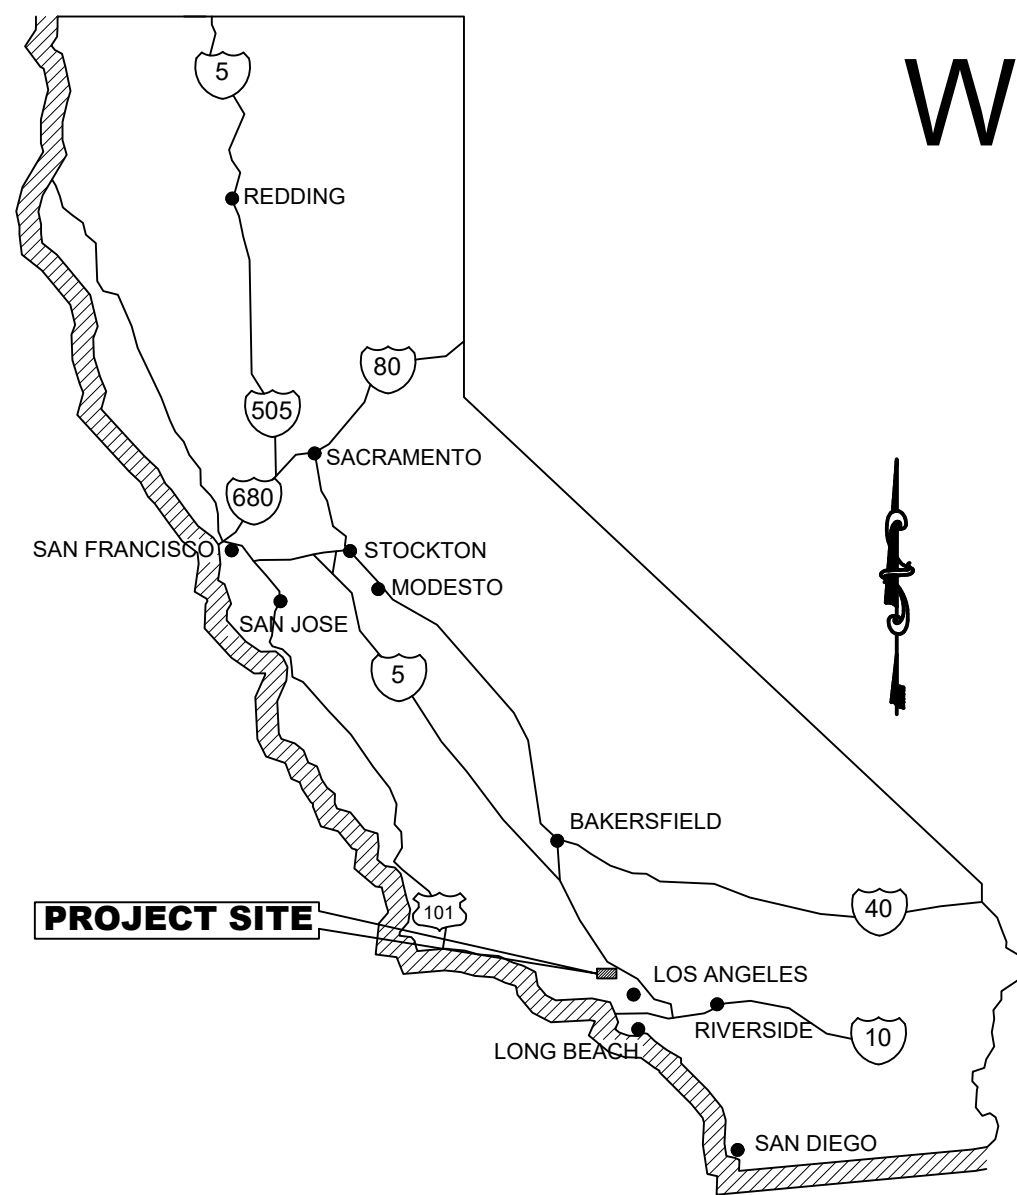 W
5
REDDING
80
505
SACRAMENTO
680
SAN FRANCISCO
STOCKTON
MODESTO
SAN JOSE
5
BAKERSFIELD
40
101
PROJECT SITE
LOS ANGELES
RIVERSIDE
10
LONG BEACH
SAN DIEGO